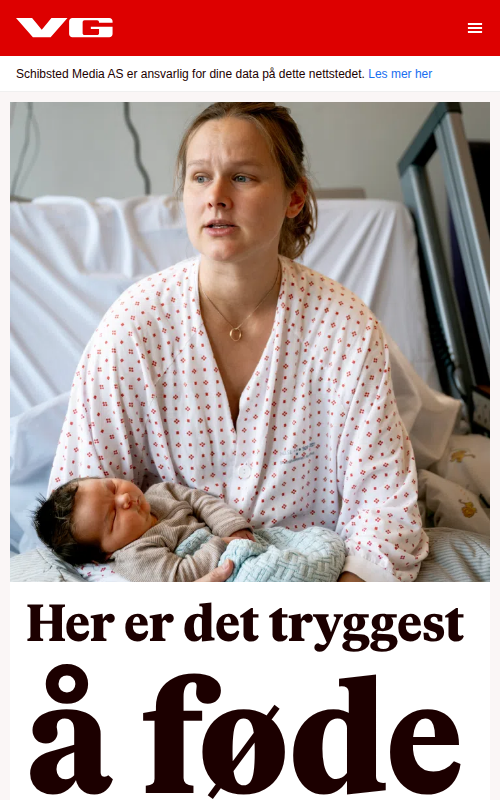 VG
Schibsted Media AS er ansvarlig for dine data på dette nettstedet. Les mer her
Her er det tryggest
å føde